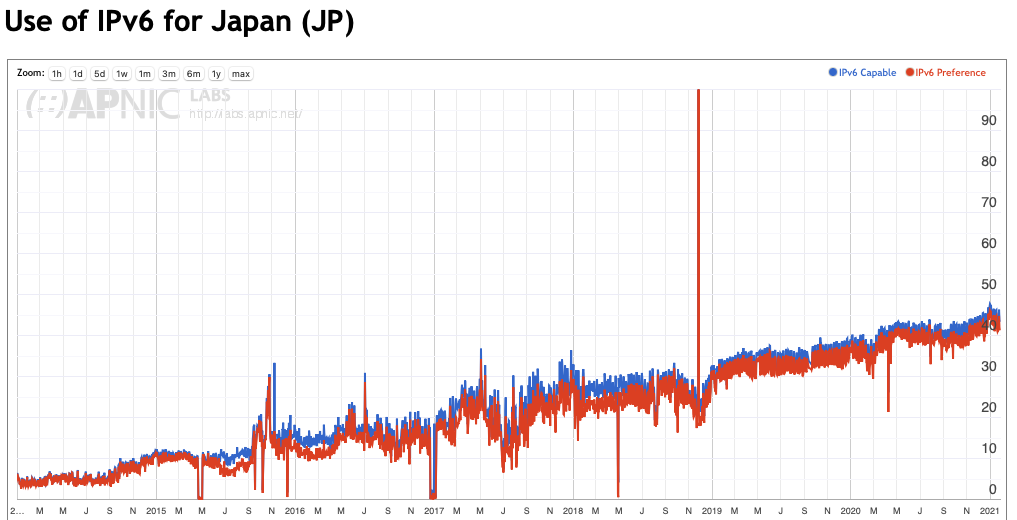 Use of IPv6 for Japan (JP)
Zoom: 1h 1d 5d 1w 1m 3m 6m 1y max
IPv6 Capable IPv6 Preference
(::)APNIC LABS
http://labs.apnic.net/
90
80
70
60
50
40
30
20
10
0
2... M M J S N 2015 M M J S N 2016 M M J S N 2017 M M J S N 2018 M M J S N 2019 M M J S N 2020 M M J S N 2021